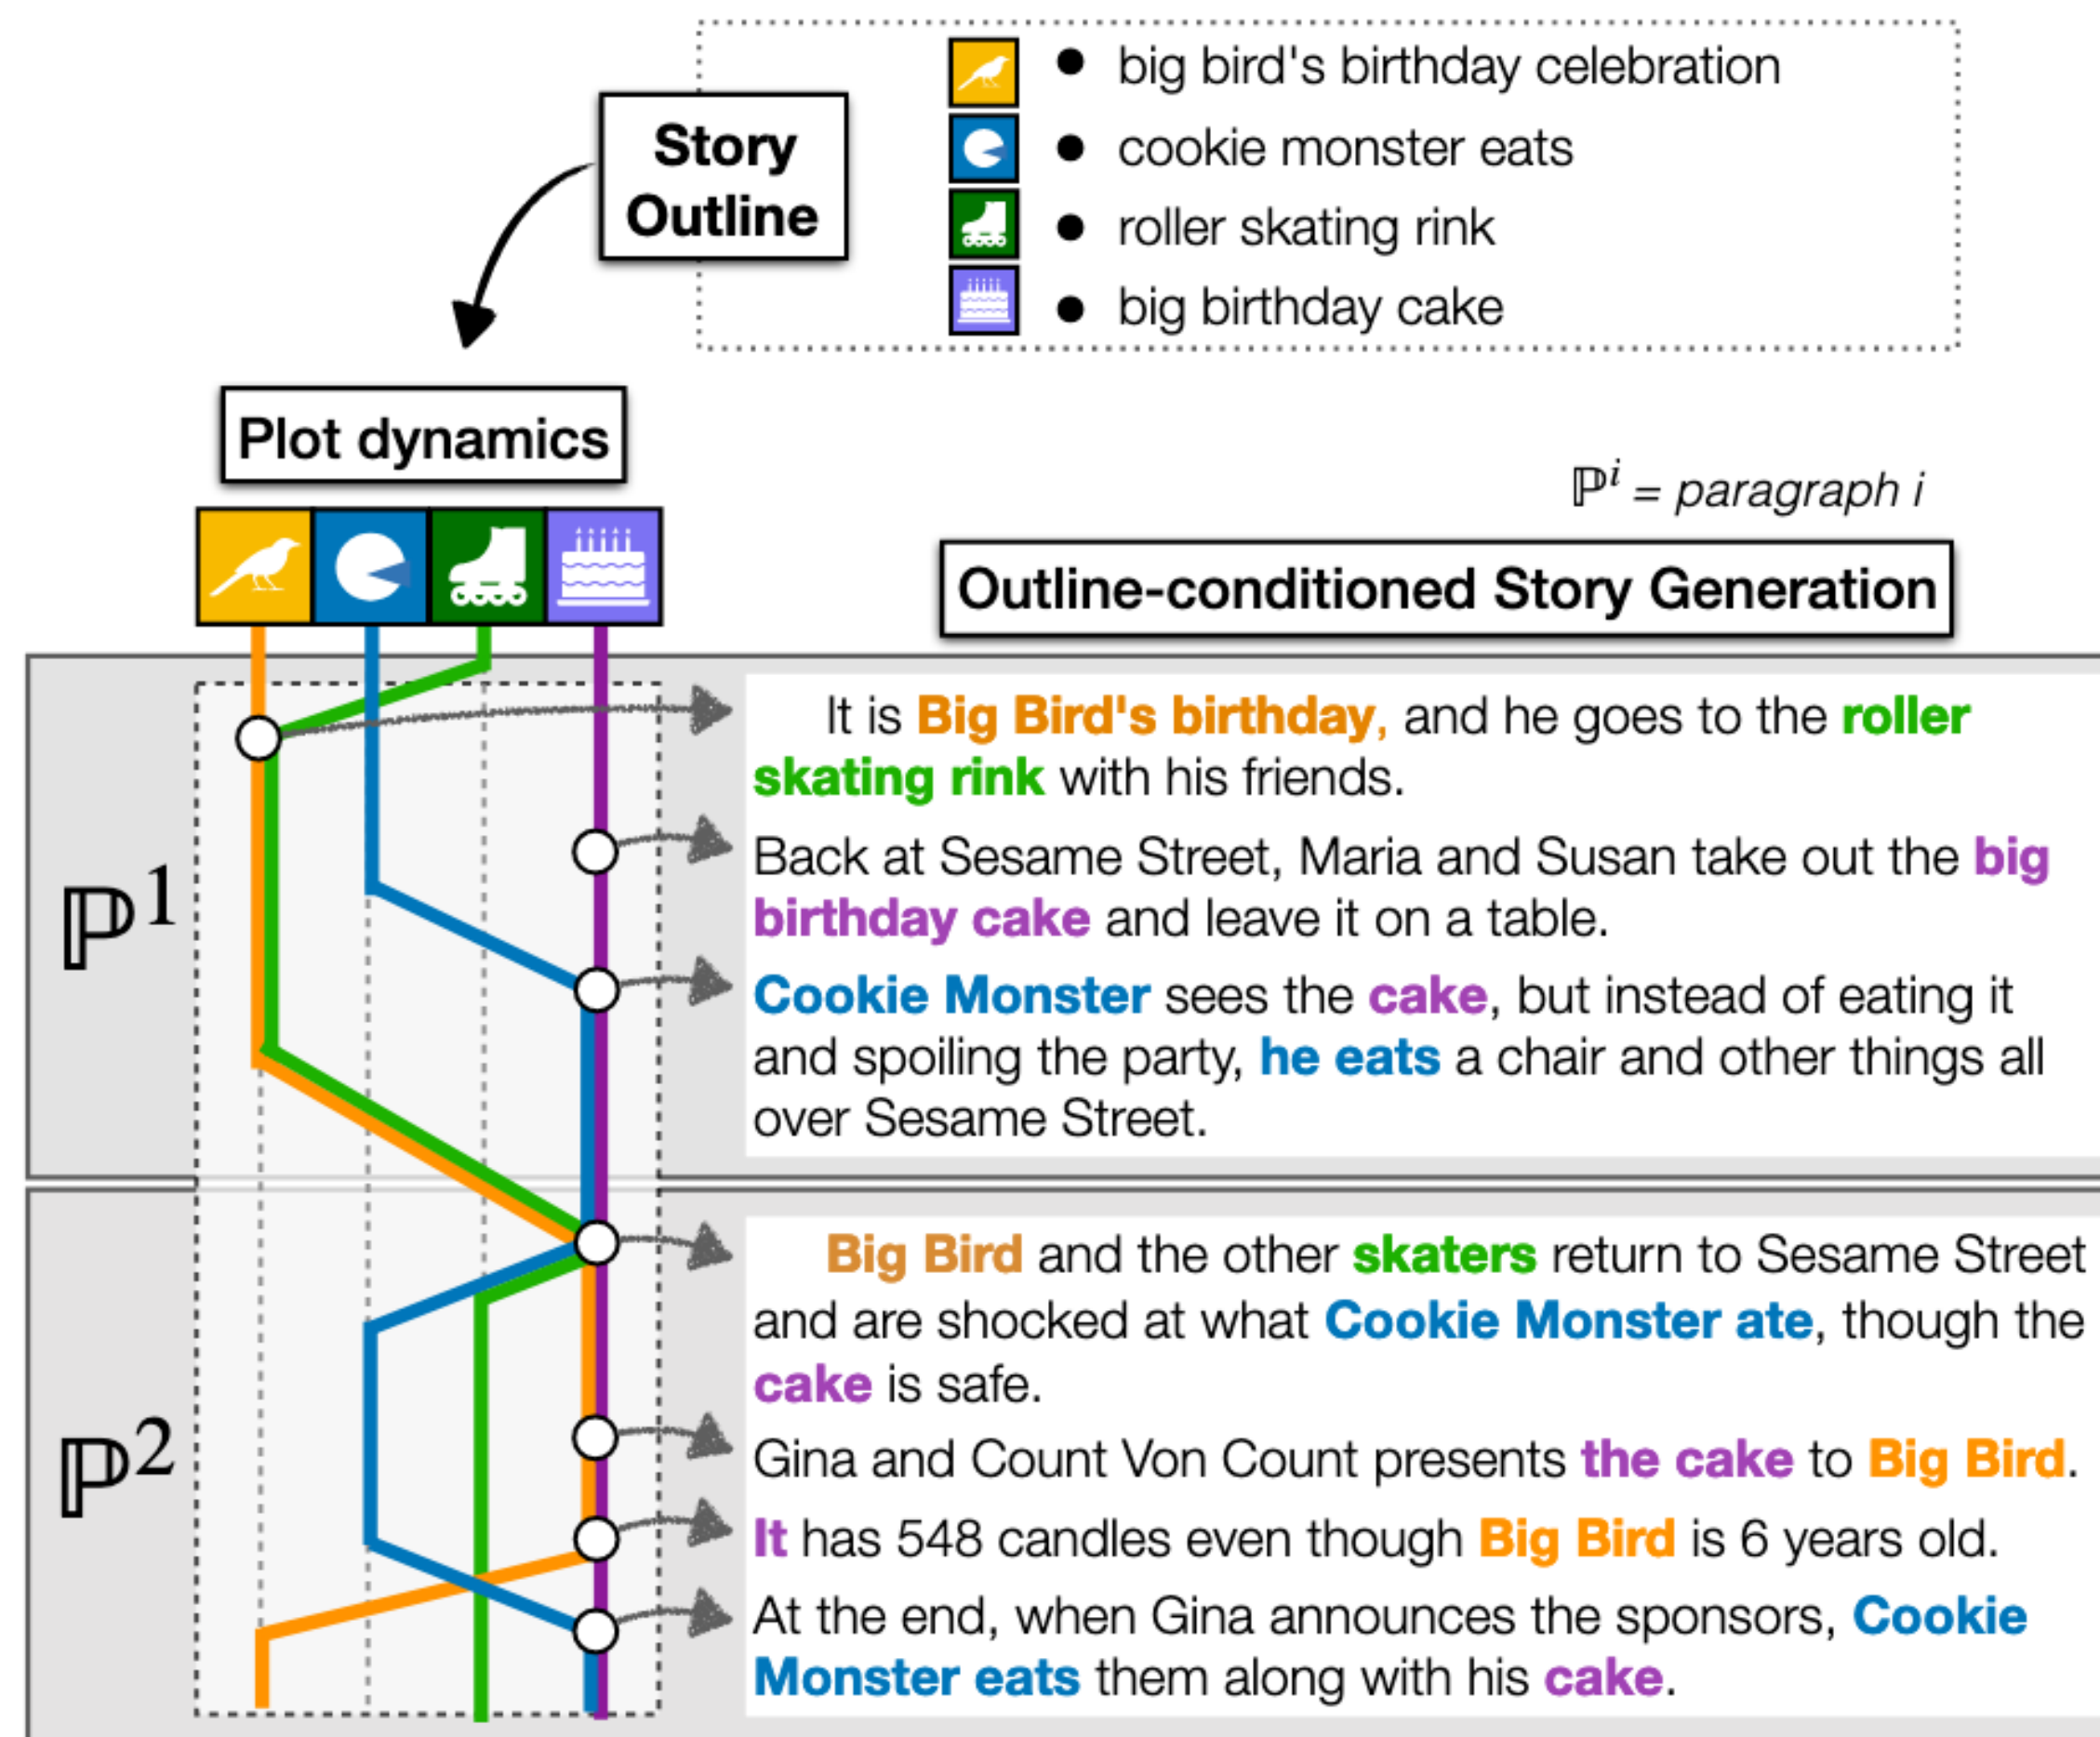 big bird's birthday celebration
Story
Outline
cookie monster eats
roller skating rink
big birthday cake
Plot dynamics
ℙⁱ = paragraph i
Outline-conditioned Story Generation
ℙ¹
It is Big Bird's birthday, and he goes to the roller
skating rink with his friends.
Back at Sesame Street, Maria and Susan take out the big
birthday cake and leave it on a table.
Cookie Monster sees the cake, but instead of eating it
and spoiling the party, he eats a chair and other things all
over Sesame Street.
ℙ²
Big Bird and the other skaters return to Sesame Street
and are shocked at what Cookie Monster ate, though the
cake is safe.
Gina and Count Von Count presents the cake to Big Bird.
It has 548 candles even though Big Bird is 6 years old.
At the end, when Gina announces the sponsors, Cookie
Monster eats them along with his cake.